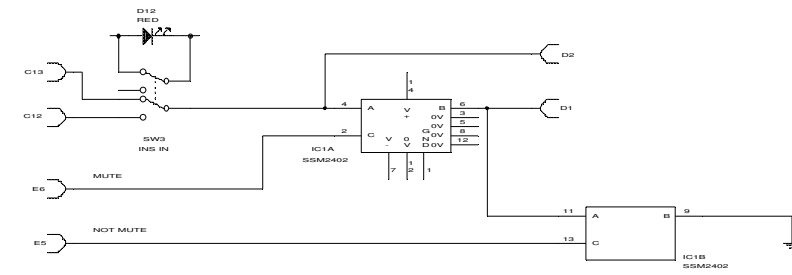 D12
RED
C13
C12
SW3
INS IN
D2
D1
4
A
2
C
1
4
V
+
B
6
0V
3
0V
5
0V
8
0V
12
G
N
D
V
-
0
V
7
1
2
1
IC1A
SSM2402
E6
MUTE
E5
NOT MUTE
11
A
B
9
13
C
IC1B
SSM2402